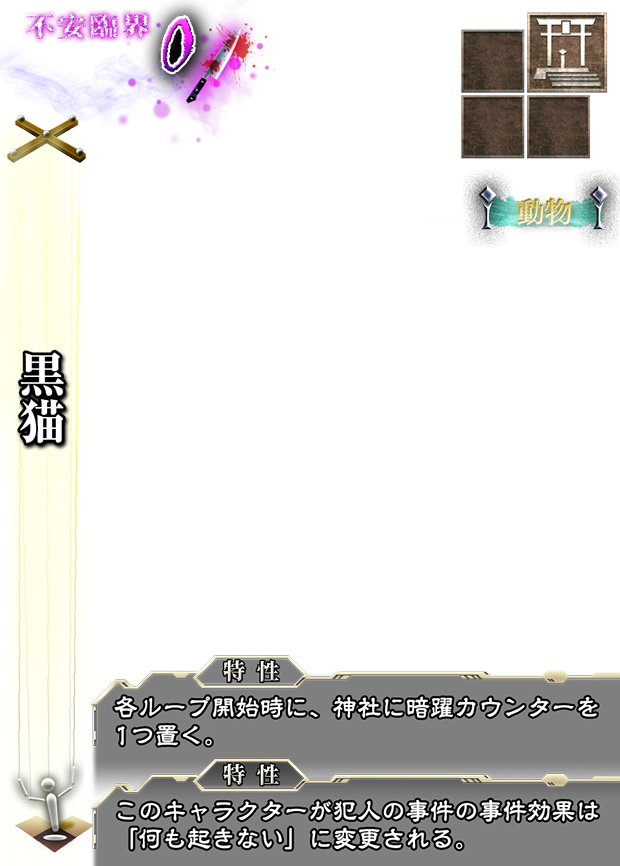 不安臨界
0
動物
黒猫
特性
各ループ開始時に、神社に暗躍カウンターを
1つ置く。
特性
このキャラクターが犯人の事件の事件効果は
「何も起きない」に変更される。